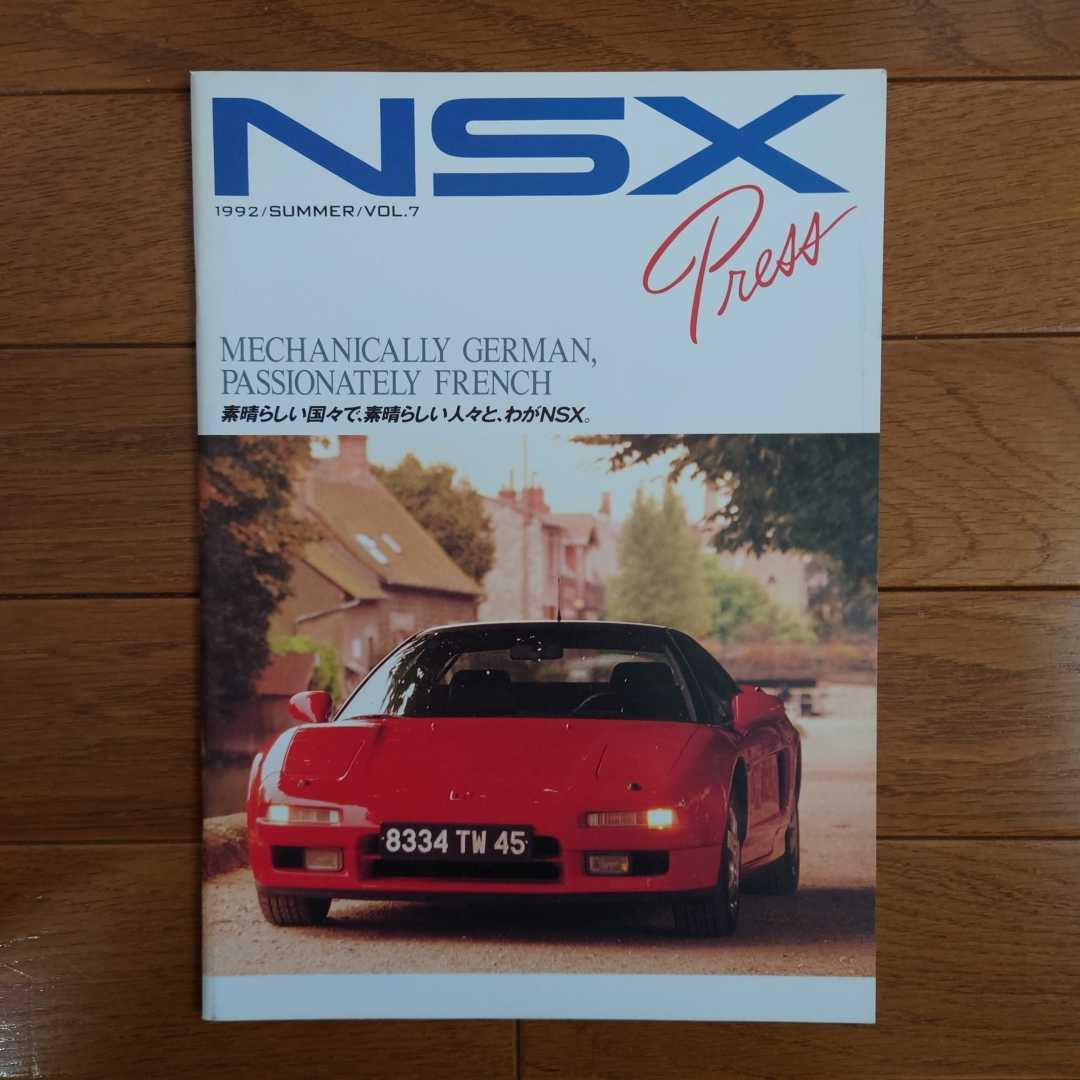 NSX
1992/SUMMER/VOL.7
Press
MECHANICALLY GERMAN,
PASSIONATELY FRENCH
素晴らしい国々で、素晴らしい人々と、わがNSX。
8334 TW 45